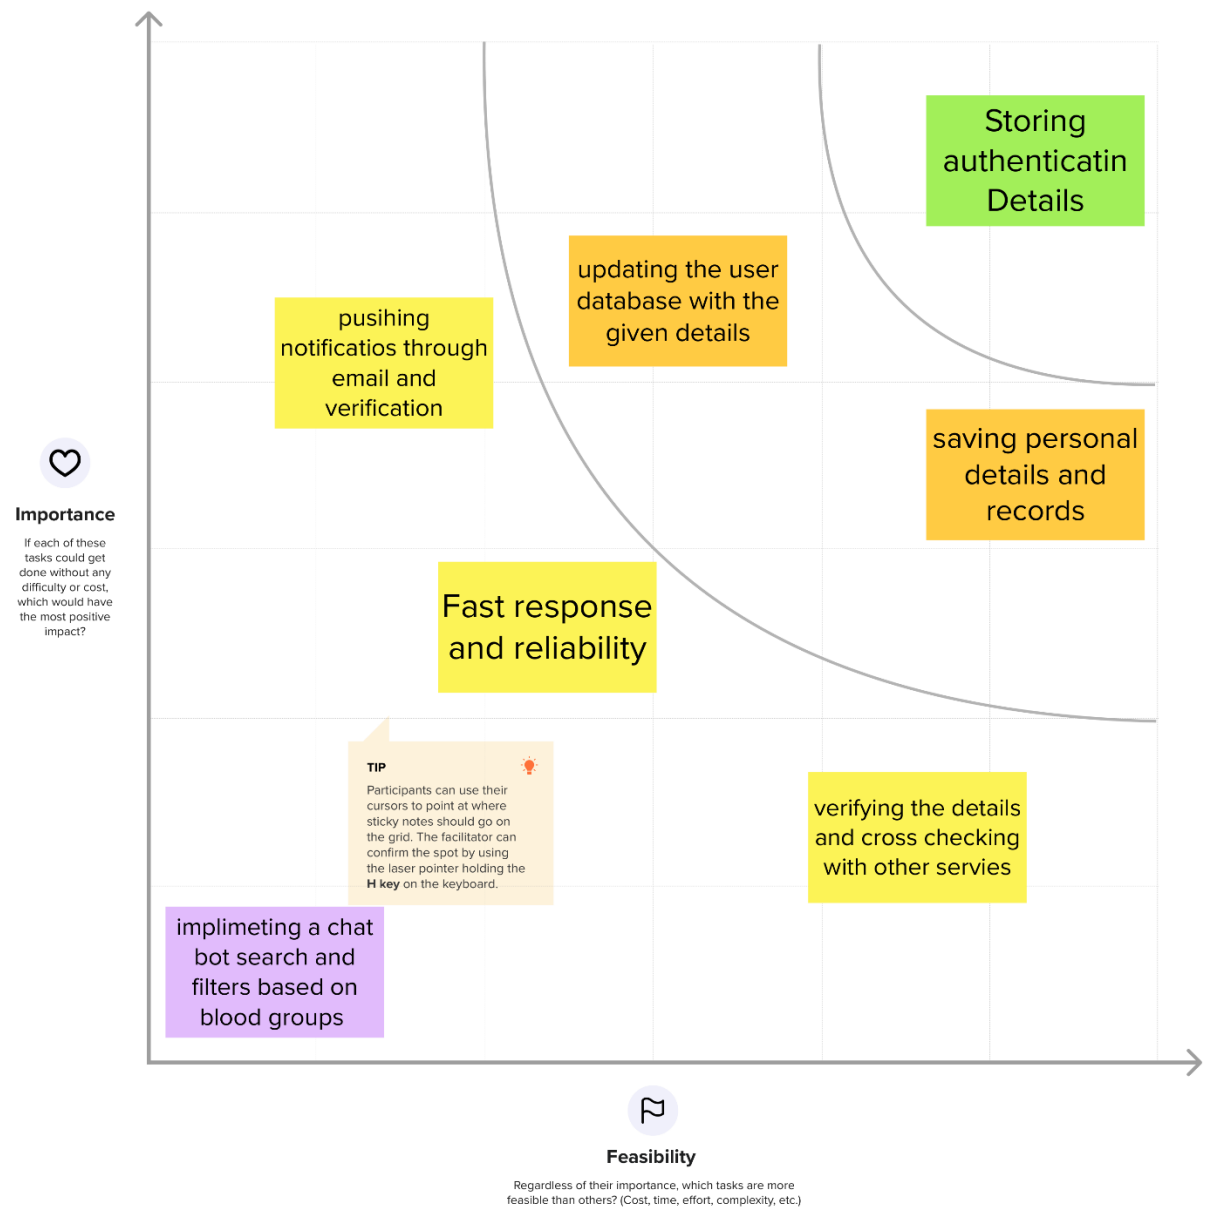 Storing
authenticatin
Details
updating the user
database with the
given details
pusihing
notificatios through
email and
verification
saving personal
details and
records
Importance
If each of these
tasks could get
done without any
difficulty or cost,
which would have
the most positive
impact?
Fast response
and reliability
TIP
Participants can use their
cursors to point at where
sticky notes should go on
the grid. The facilitator can
confirm the spot by using
the laser pointer holding the
H key on the keyboard.
verifying the details
and cross checking
with other servies
implimeting a chat
bot search and
filters based on
blood groups
Feasibility
Regardless of their importance, which tasks are more
feasible than others? (Cost, time, effort, complexity, etc.)